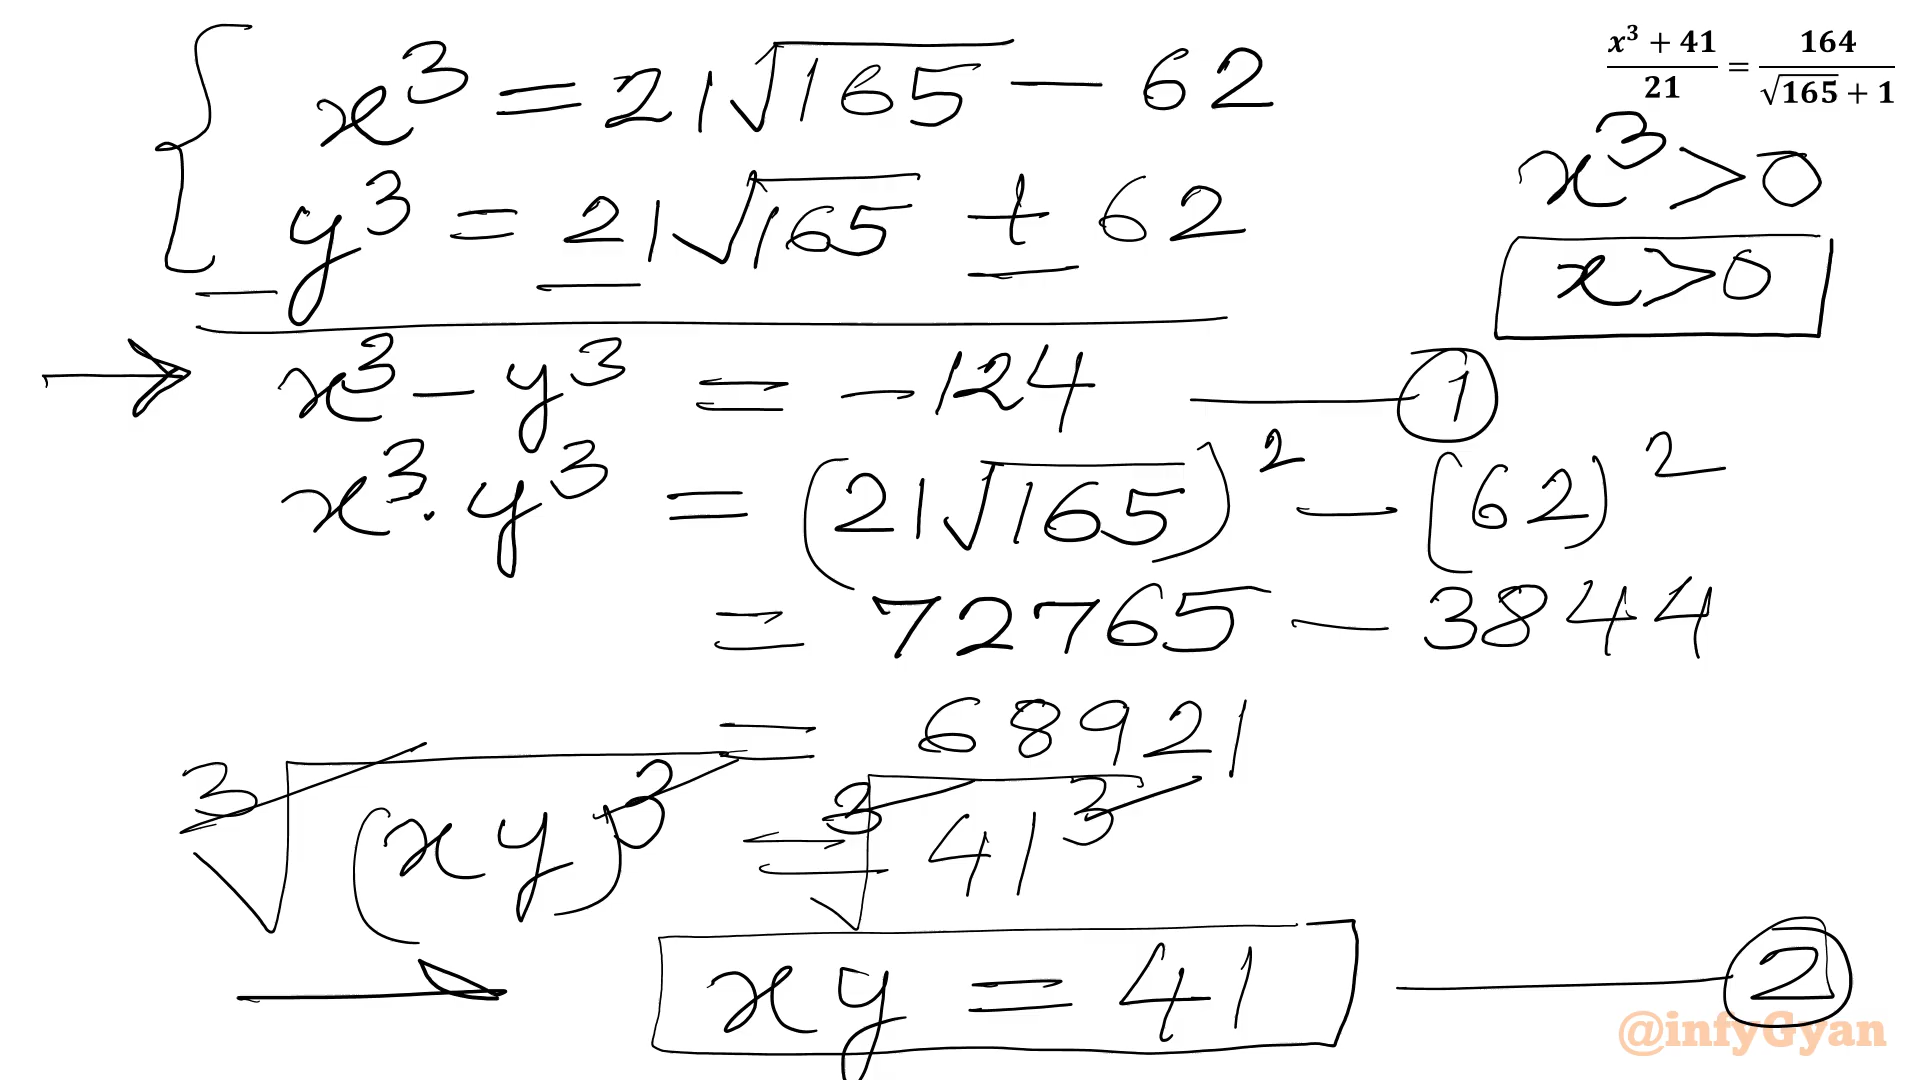 x³ = 21√165 − 62
y³ = 21√165 + 62
x³ − y³ = −124 ——— ①
x³ · y³ = (21√165)² − (62)²
= 72765 − 3844
= 68921
³√(xy)³ = ³√41³
xy = 41 ——— ②
(x³ + 41)/21 = 164/(√165 + 1)
x³ > 0
x > 0
@infyGyan